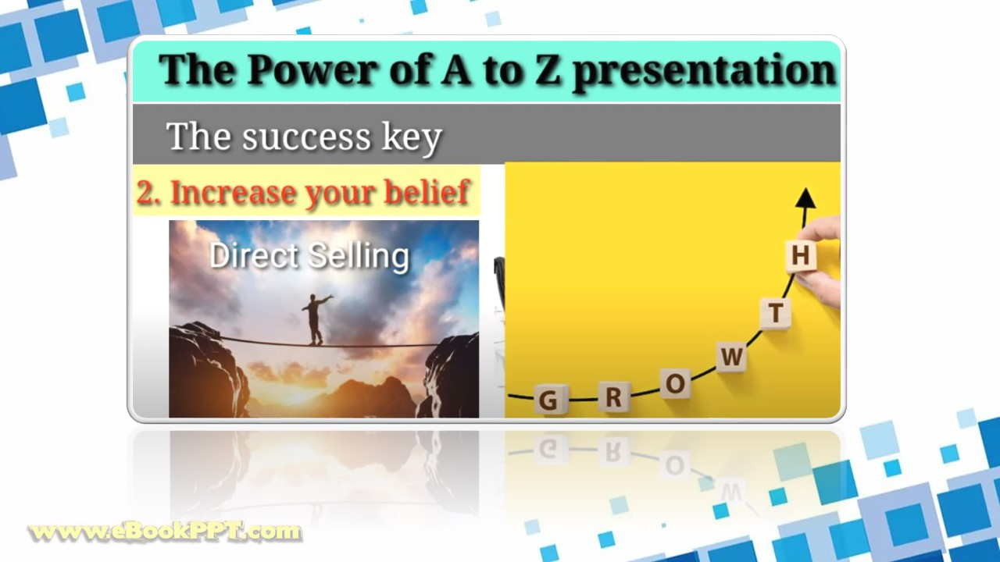 The Power of A to Z presentation
The success key
2. Increase your belief
Direct Selling
G R O W T H
G R O W
www.eBookPPT.com